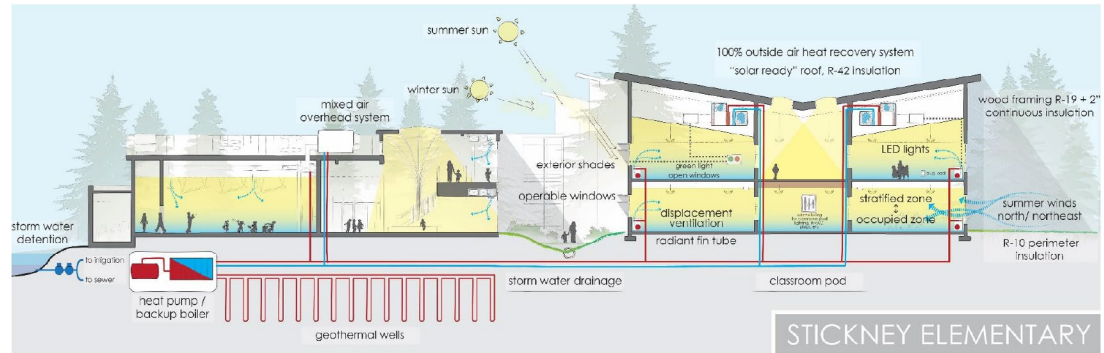 summer sun
winter sun
mixed air
overhead system
100% outside air heat recovery system
"solar ready" roof, R-42 insulation
wood framing R-19 + 2"
continuous insulation
exterior shades
green light
open windows
LED lights
operable windows
displacement
ventilation
stratified zone
occupied zone
summer winds
north/ northeast
radiant fin tube
R-10 perimeter
insulation
storm water
detention
to irrigation
to sewer
heat pump /
backup boiler
geothermal wells
storm water drainage
classroom pod
STICKNEY ELEMENTARY